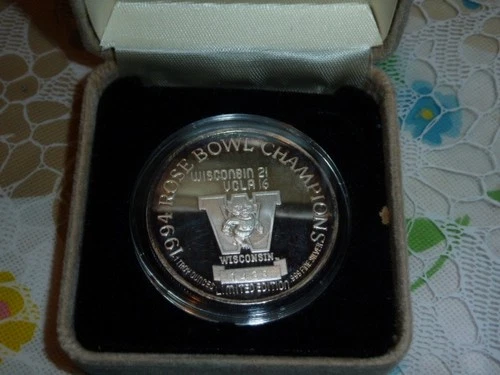 1994 ROSE BOWL CHAMPIONS
WISCONSIN 21
UCLA 16
W
WISCONSIN
LIMITED EDITION